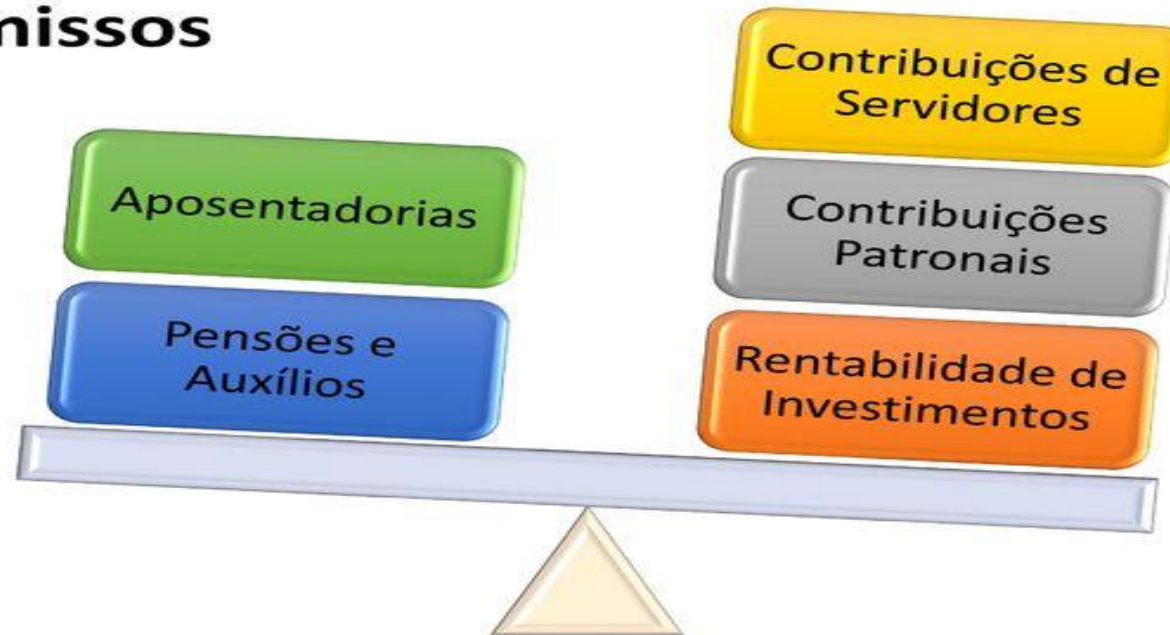 missos
Aposentadorias
Pensões e
Auxílios
Contribuições de
Servidores
Contribuições
Patronais
Rentabilidade de
Investimentos